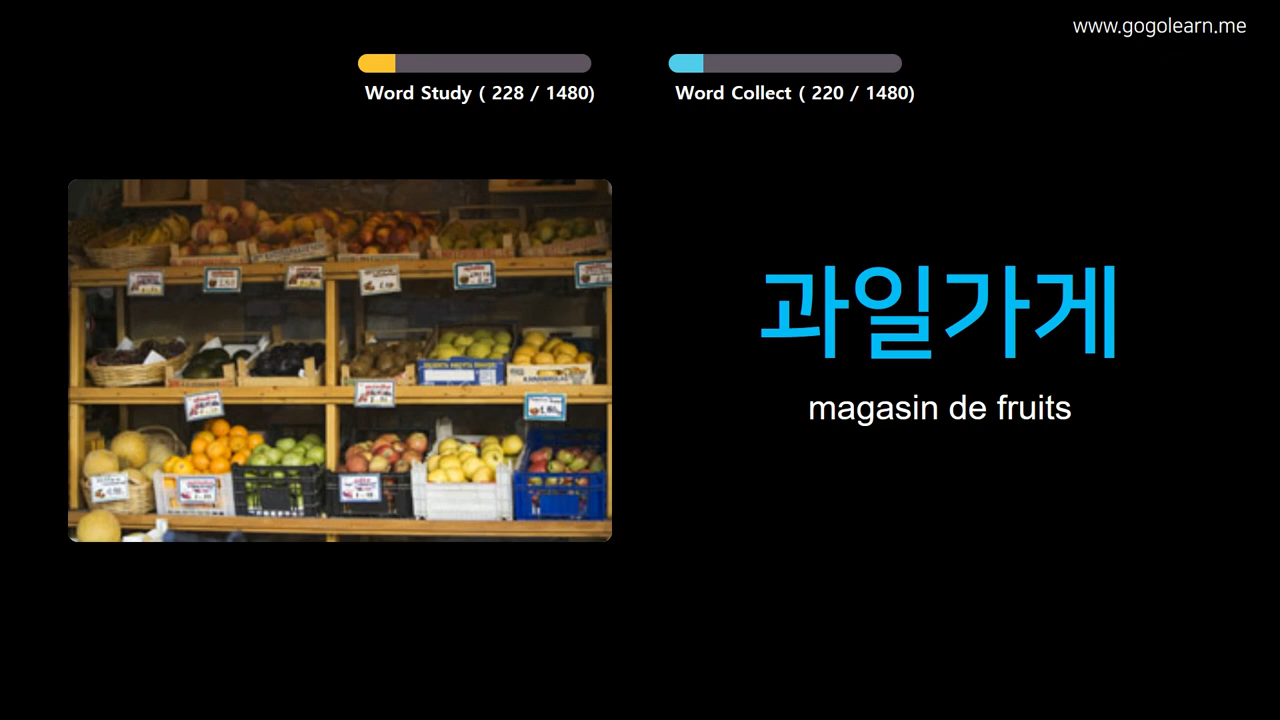 www.gogolearn.me
Word Study ( 228 / 1480)
Word Collect ( 220 / 1480)
과일가게
magasin de fruits